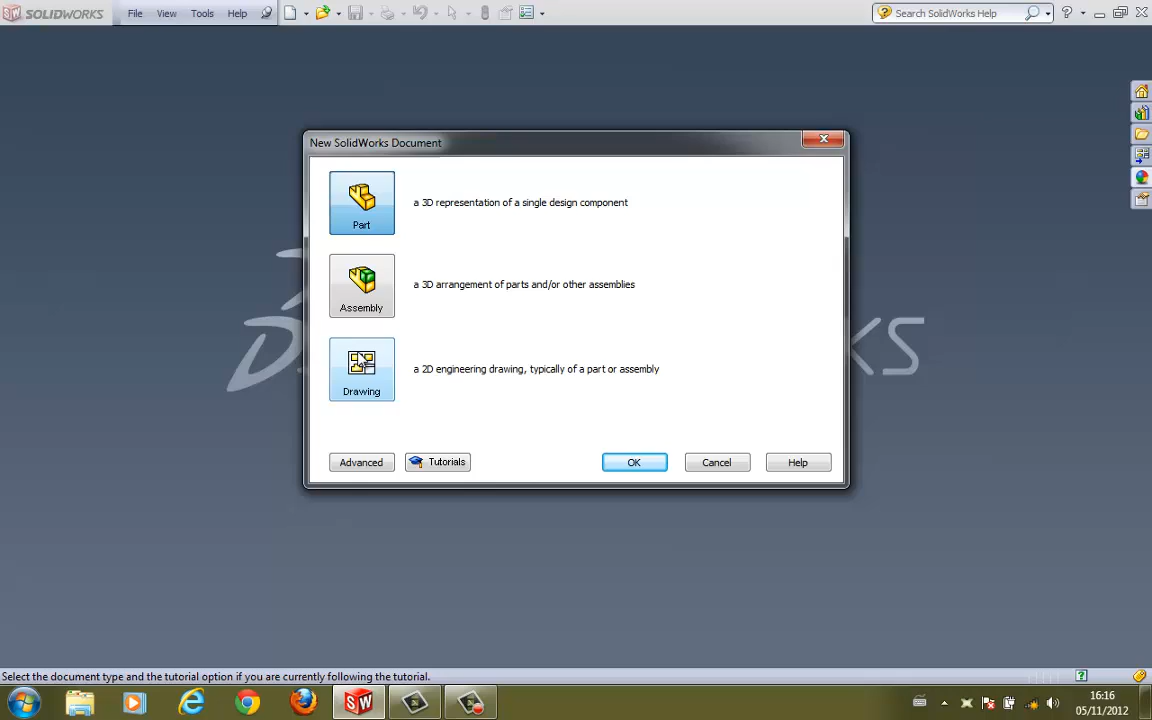 SOLIDWORKS File View Tools Help Search SolidWorks Help
New SolidWorks Document
Part a 3D representation of a single design component
Assembly a 3D arrangement of parts and/or other assemblies
Drawing a 2D engineering drawing, typically of a part or assembly
Advanced Tutorials OK Cancel Help
KS
Select the document type and the tutorial option if you are currently following the tutorial.
16:16
05/11/2012